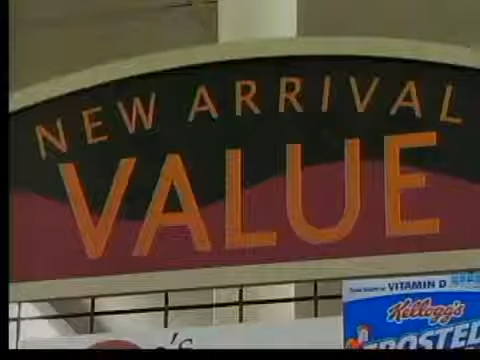 NEW ARRIVAL
VALUE
VITAMIN D
Kellogg's
FROSTED
's